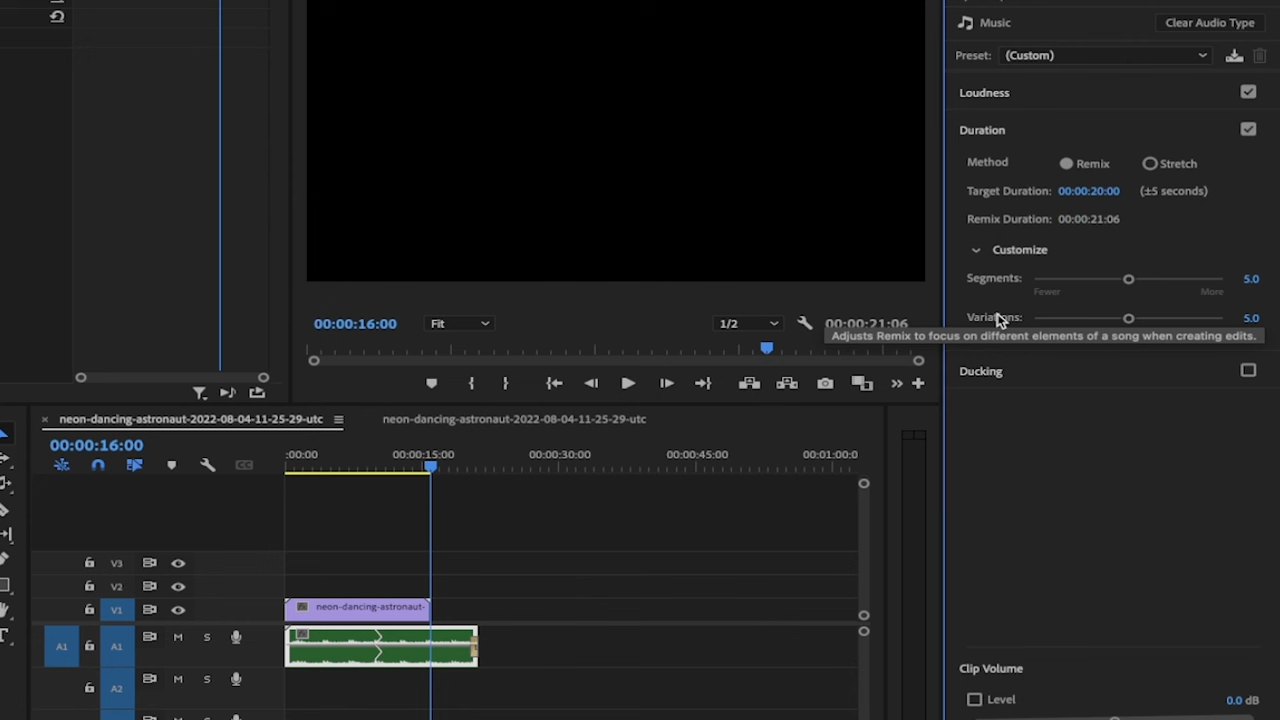 Music
Clear Audio Type
Preset: (Custom)
Loudness
Duration
Method Remix Stretch
Target Duration: 00:00:20:00 (±5 seconds)
Remix Duration: 00:00:21:06
Customize
Segments: 5.0
Fewer More
Variations: 5.0
Adjusts Remix to focus on different elements of a song when creating edits.
Ducking
Clip Volume
Level 0.0 dB
00:00:16:00 Fit 1/2 00:00:21:06
neon-dancing-astronaut-2022-08-04-11-25-29-utc neon-dancing-astronaut-2022-08-04-11-25-29-utc
00:00:16:00
:00:00 00:00:15:00 00:00:30:00 00:00:45:00 00:01:00:0
CC
V3
V2
V1 neon-dancing-astronaut-
A1 A1 M S
A2 M S